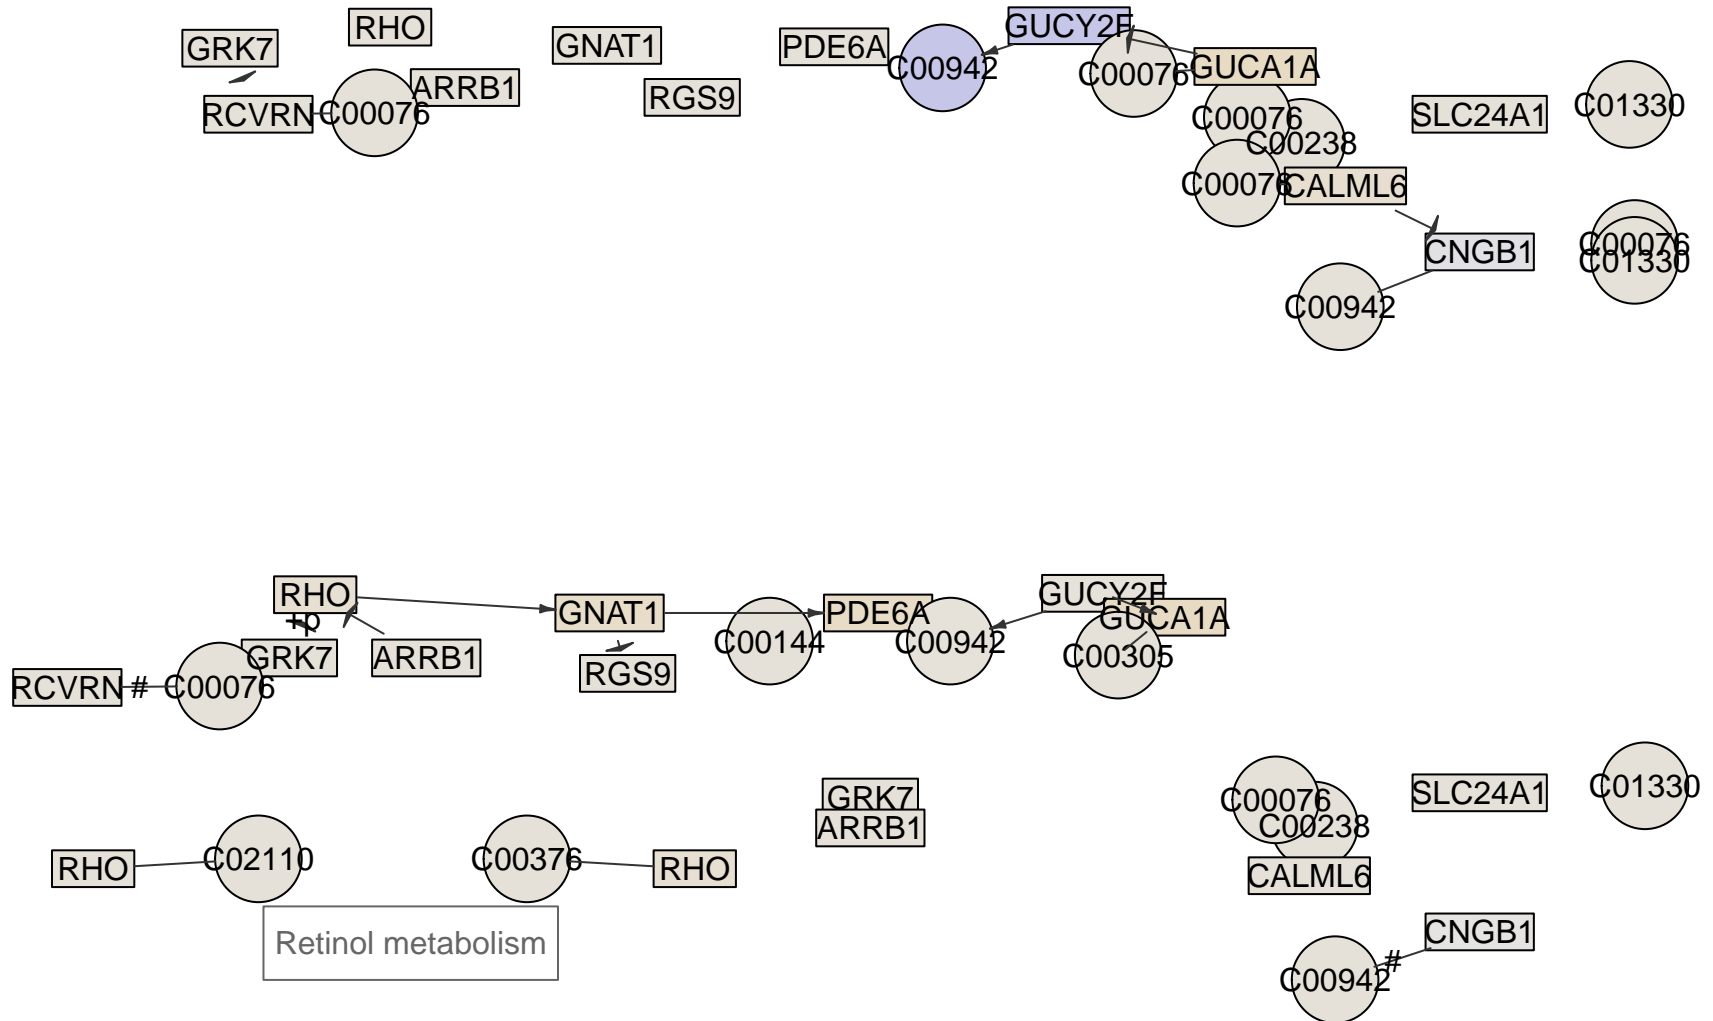 RHO
GRK7
GNAT1
PDE6A
C00942
GUCY2F
C00076
GUCA1A
RCVRN
C00076
ARRB1
RGS9
C00076
C00238
SLC24A1
C01330
C00076
CALML6
CNGB1
C00076
C01330
C00942
RHO
+p
GNAT1
PDE6A
GUCY2F
GUCA1A
RCVRN
#
C00076
GRK7
ARRB1
RGS9
C00144
C00942
C00305
GRK7
ARRB1
C00076
C00238
SLC24A1
C01330
RHO
C02110
C00376
RHO
CALML6
Retinol metabolism
CNGB1
#
C00942